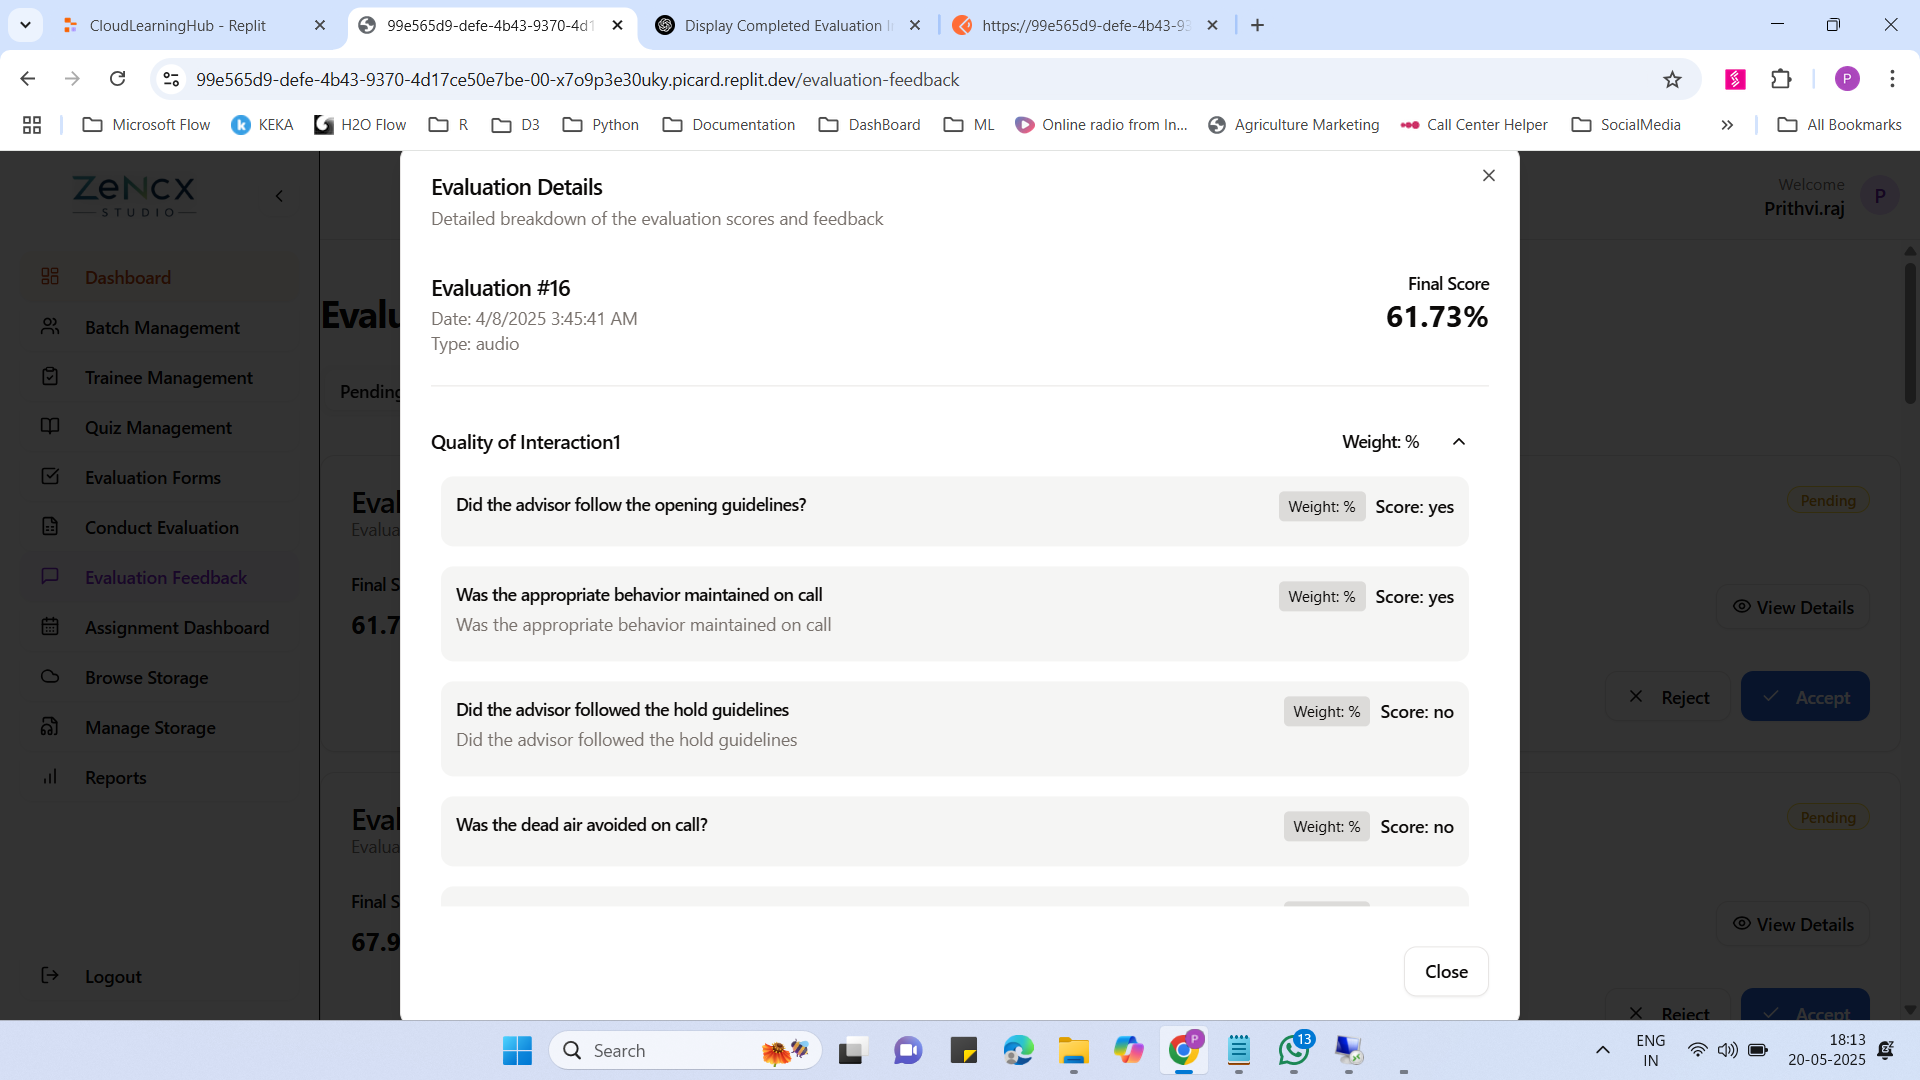 CloudLearningHub - Replit
99e565d9-defe-4b43-9370-4d1
Display Completed Evaluation I
https://99e565d9-defe-4b43-93
99e565d9-defe-4b43-9370-4d17ce50e7be-00-x7o9p3e30uky.picard.replit.dev/evaluation-feedback
P
Microsoft Flow
KEKA
H2O Flow
R
D3
Python
Documentation
DashBoard
ML
Online radio from In...
Agriculture Marketing
Call Center Helper
SocialMedia
All Bookmarks
ZeNCX
STUDIO
Dashboard
Batch Management
Trainee Management
Quiz Management
Evaluation Forms
Conduct Evaluation
Evaluation Feedback
Assignment Dashboard
Browse Storage
Manage Storage
Reports
Logout
Welcome
Prithvi.raj
P
Evalu
Pending
Eval
Evalua
Final S
61.7
Pending
View Details
Reject
Accept
Eval
Evalua
Final S
67.9
Pending
View Details
Reject
Accept
Evaluation Details
Detailed breakdown of the evaluation scores and feedback
Evaluation #16
Date: 4/8/2025 3:45:41 AM
Type: audio
Final Score
61.73%
Quality of Interaction1
Weight: %
Did the advisor follow the opening guidelines?
Weight: %
Score: yes
Was the appropriate behavior maintained on call
Was the appropriate behavior maintained on call
Weight: %
Score: yes
Did the advisor followed the hold guidelines
Did the advisor followed the hold guidelines
Weight: %
Score: no
Was the dead air avoided on call?
Weight: %
Score: no
Close
Search
P
13
ENG
IN
18:13
20-05-2025